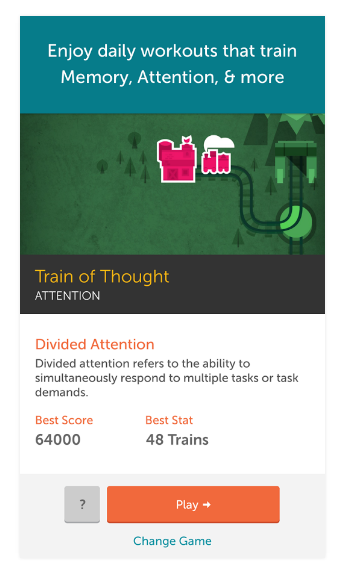 Enjoy daily workouts that train
Memory, Attention, & more
Train of Thought
ATTENTION
Divided Attention
Divided attention refers to the ability to
simultaneously respond to multiple tasks or task
demands.
Best Score
Best Stat
64000
48 Trains
?
Play →
Change Game